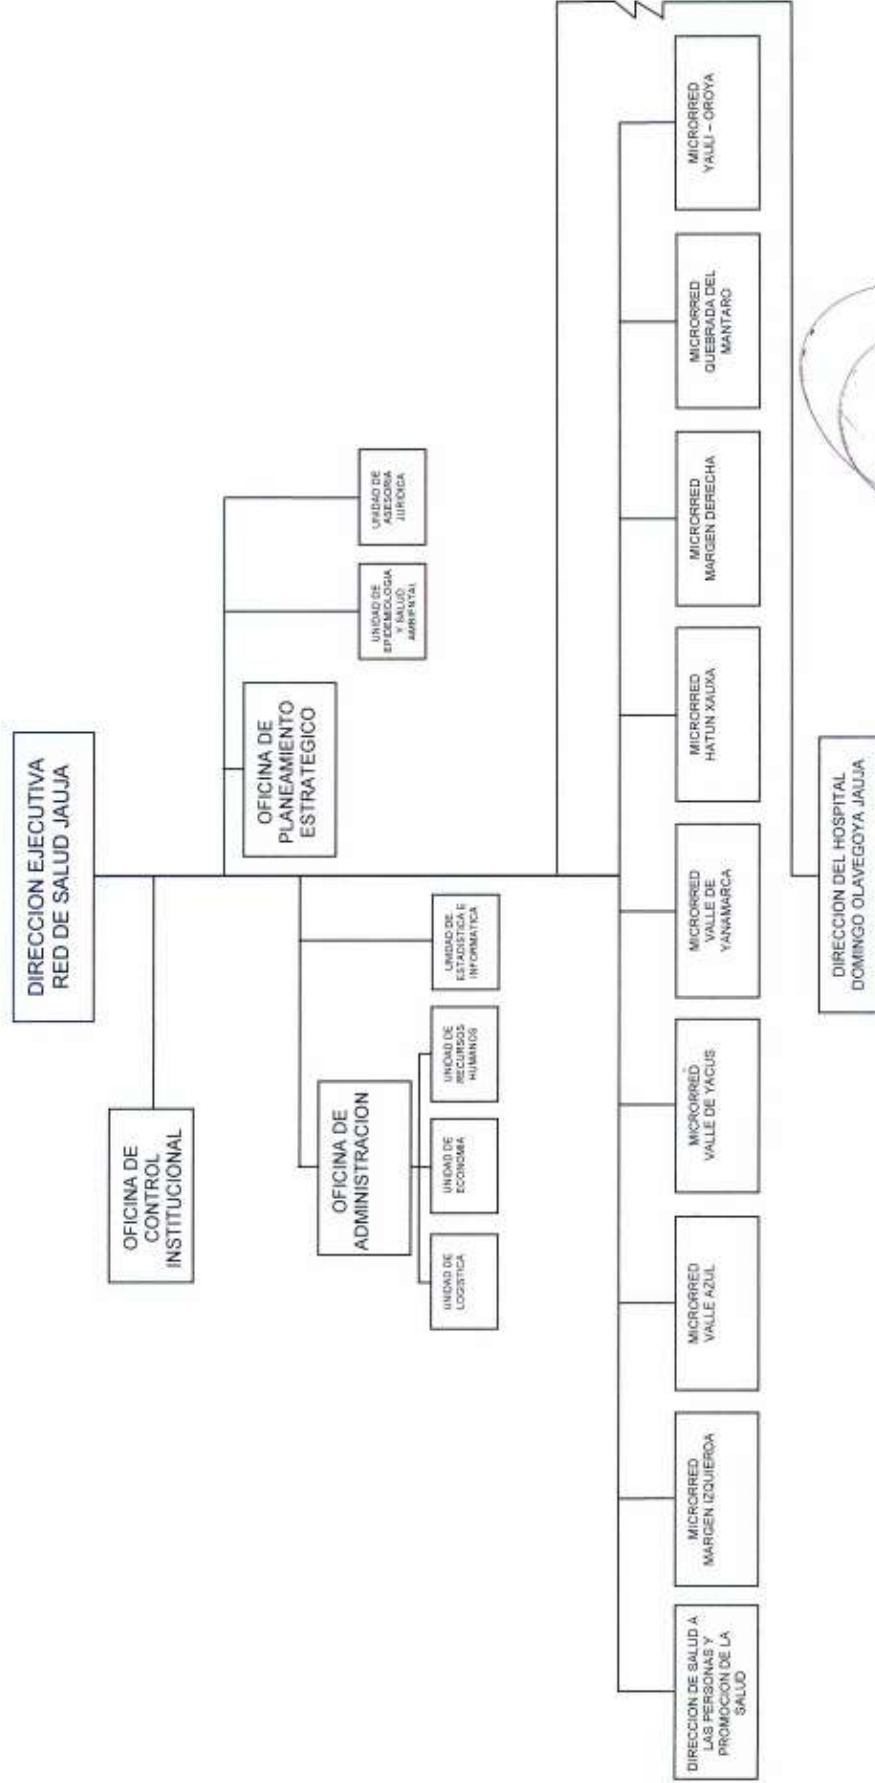 DIRECCION EJECUTIVA
RED DE SALUD JAUJA
OFICINA DE
CONTROL
INSTITUCIONAL
OFICINA DE
PLANEAMIENTO
ESTRATEGICO
UNIDAD DE
EPIDEMIOLOGIA
Y SALUD
AMBIENTAL
UNIDAD DE
ASESORIA
JURIDICA
OFICINA DE
ADMINISTRACION
UNIDAD DE
LOGISTICA
UNIDAD DE
ECONOMIA
UNIDAD DE
RECURSOS
HUMANOS
UNIDAD DE
ESTADISTICA E
INFORMATICA
DIRECCION DE SALUD A
LAS PERSONAS Y
PROMOCION DE LA
SALUD
MICRORRED
MARGEN IZQUIERDA
MICRORRED
VALLE AZUL
MICRORRED
VALLE DE YACUS
MICRORRED
VALLE DE
YANAMARCA
MICRORRED
HATUN XAUXA
MICRORRED
MARGEN DERECHA
MICRORRED
QUEBRADA DEL
MANTARO
MICRORRED
YAULI - OROYA
DIRECCION DEL HOSPITAL
DOMINGO OLAVEGOYA JAUJA